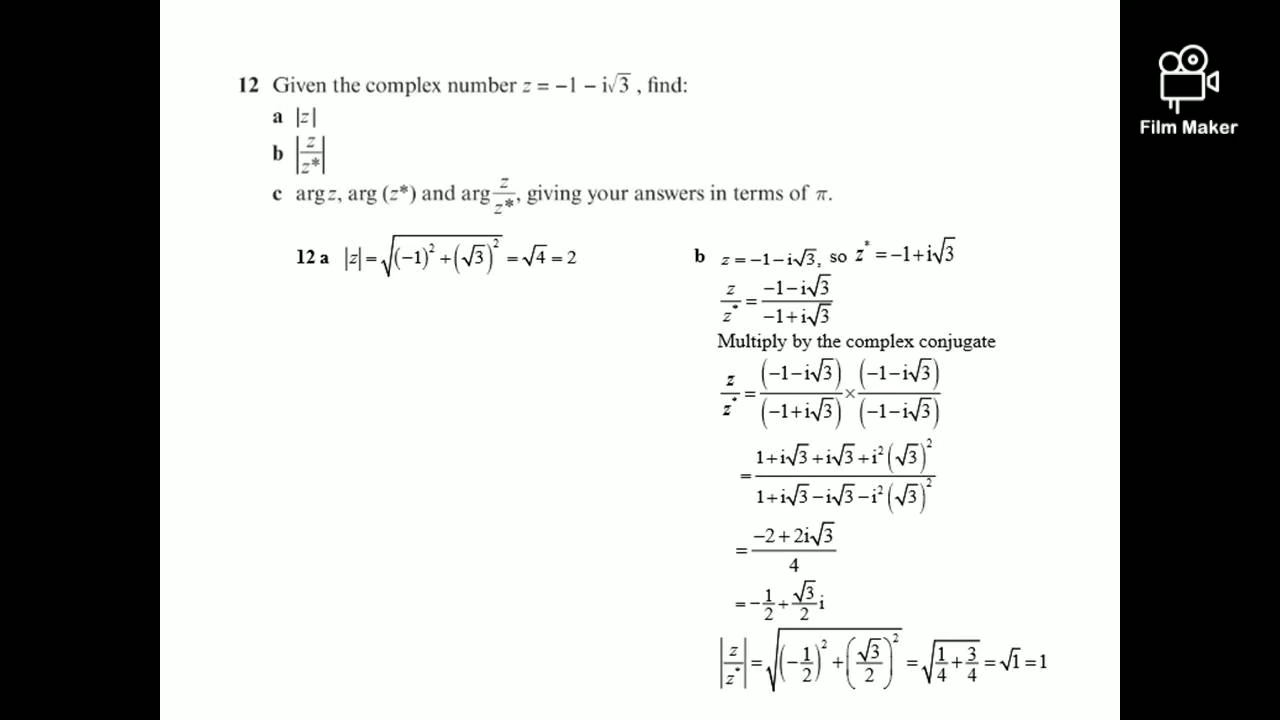 12 Given the complex number z = −1 − i√3 , find:
a |z|
b |z/z*|
c arg z, arg (z*) and arg z/z*, giving your answers in terms of π.
12 a |z| = √((−1)² + (√3)²) = √4 = 2
b z = −1 − i√3, so z* = −1 + i√3
z/z* = (−1 − i√3)/(−1 + i√3)
Multiply by the complex conjugate
z/z* = (−1 − i√3)/(−1 + i√3) × (−1 − i√3)/(−1 − i√3)
= (1 + i√3 + i√3 + i²(√3)²)/(1 + i√3 − i√3 − i²(√3)²)
= (−2 + 2i√3)/4
= −1/2 + √3/2 i
|z/z*| = √((−1/2)² + (√3/2)²) = √(1/4 + 3/4) = √1 = 1
Film Maker